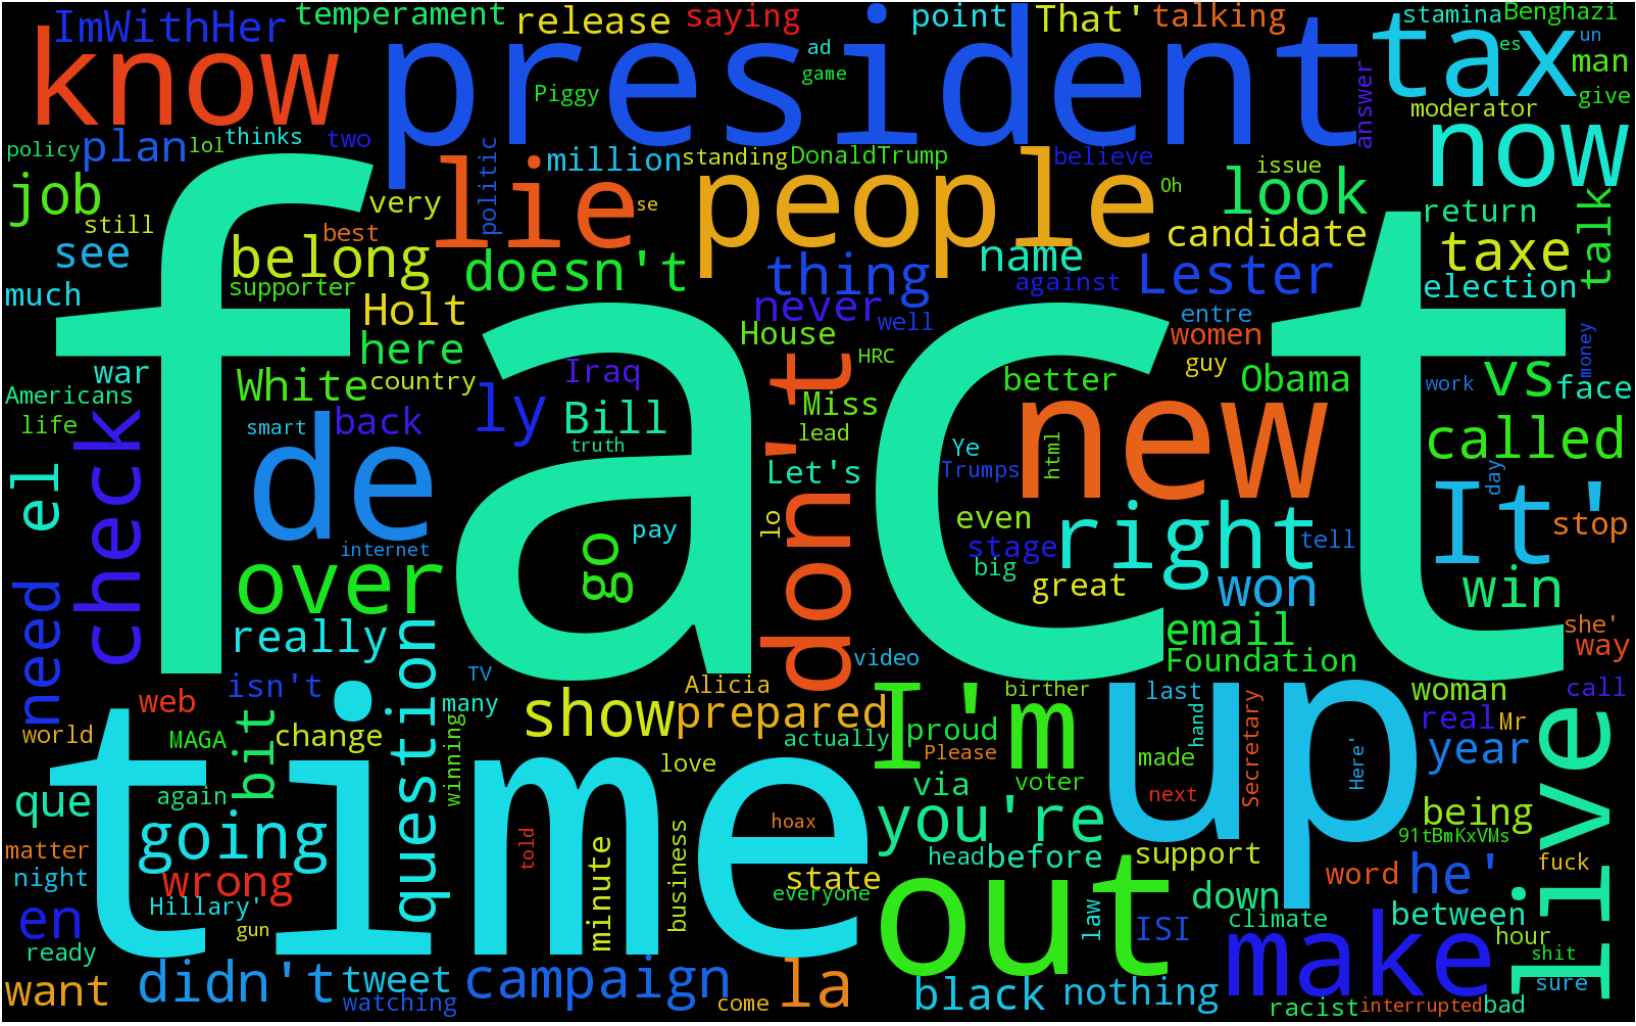 ImWithHer
temperament
release
saying
point
That'
talking
stamina
Benghazi
know
president
ad
game
Piggy
answer
tax
es
un
man
give
moderator
now
policy
plan
lol
thinks
two
politic
million
standing
DonaldTrump
believe
Oh
issue
look
job
still
very
best
lie
se
people
candidate
return
talk
see
belong
supporter
doesn't
thing
name
against
Lester
taxe
election
much
Holt
never
well
House
entre
women
here
HRC
guy
war
White
country
Iraq
fact
better
Obama
vs
money
work
face
Americans
life
check
smart
back
ly
Bill
truth
don't
Miss
lead
Let's
new
Ye
Trumps
html
called
day
el
de
internet
go
pay
lo
even
stage
big
right
great
tell
It'
stop
need
over
won
win
really
question
email
Foundation
she'
way
video
web
isn't
TV
many
Alicia
birther
last
woman
call
world
MAGA
bit
change
winning
show
prepared
actually
I'm
proud
Please
voter
up
made
hand
next
Secretary
Here'
real
Mr
year
live
que
again
time
love
via
being
91tBmKxVMs
matter
going
told
minute
hoax
business
you're
head
before
support
fuck
night
wrong
state
everyone
word
he'
Hillary'
out
law
ISI
down
climate
between
en
gun
hour
ready
shit
want
didn't
tweet
watching
campaign
come
la
black
nothing
make
racist
interrupted
bad
sure